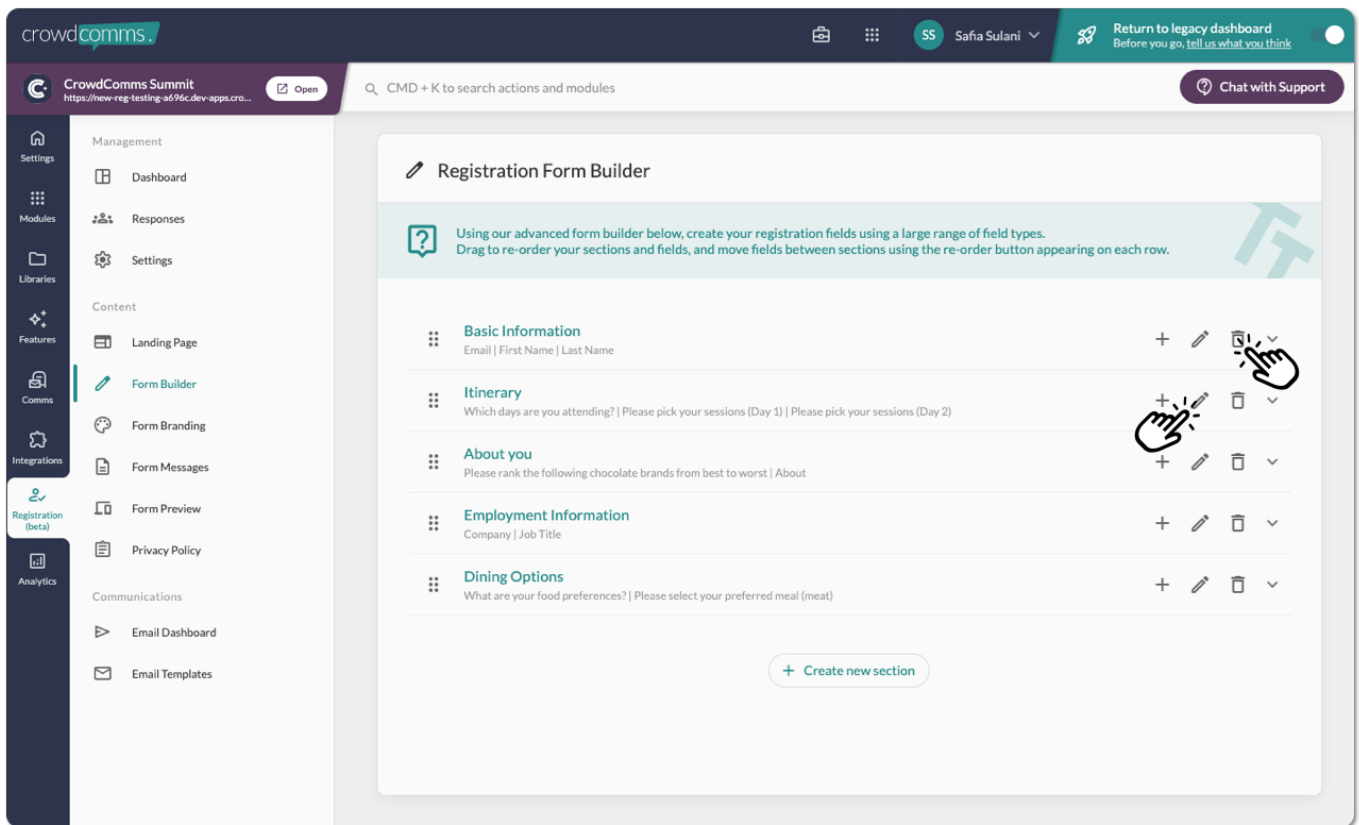 crowdcomms.
SS
Safia Sulani
Return to legacy dashboard
Before you go, tell us what you think
CrowdComms Summit
https://new-reg-testing-a696c.dev-apps.cro...
Open
CMD + K to search actions and modules
Chat with Support
Settings
Modules
Libraries
Features
Comms
Integrations
Registration
(beta)
Analytics
Management
Dashboard
Responses
Settings
Content
Landing Page
Form Builder
Form Branding
Form Messages
Form Preview
Privacy Policy
Communications
Email Dashboard
Email Templates
Registration Form Builder
Using our advanced form builder below, create your registration fields using a large range of field types.
Drag to re-order your sections and fields, and move fields between sections using the re-order button appearing on each row.
Basic Information
Email | First Name | Last Name
Itinerary
Which days are you attending? | Please pick your sessions (Day 1) | Please pick your sessions (Day 2)
About you
Please rank the following chocolate brands from best to worst | About
Employment Information
Company | Job Title
Dining Options
What are your food preferences? | Please select your preferred meal (meat)
+ Create new section